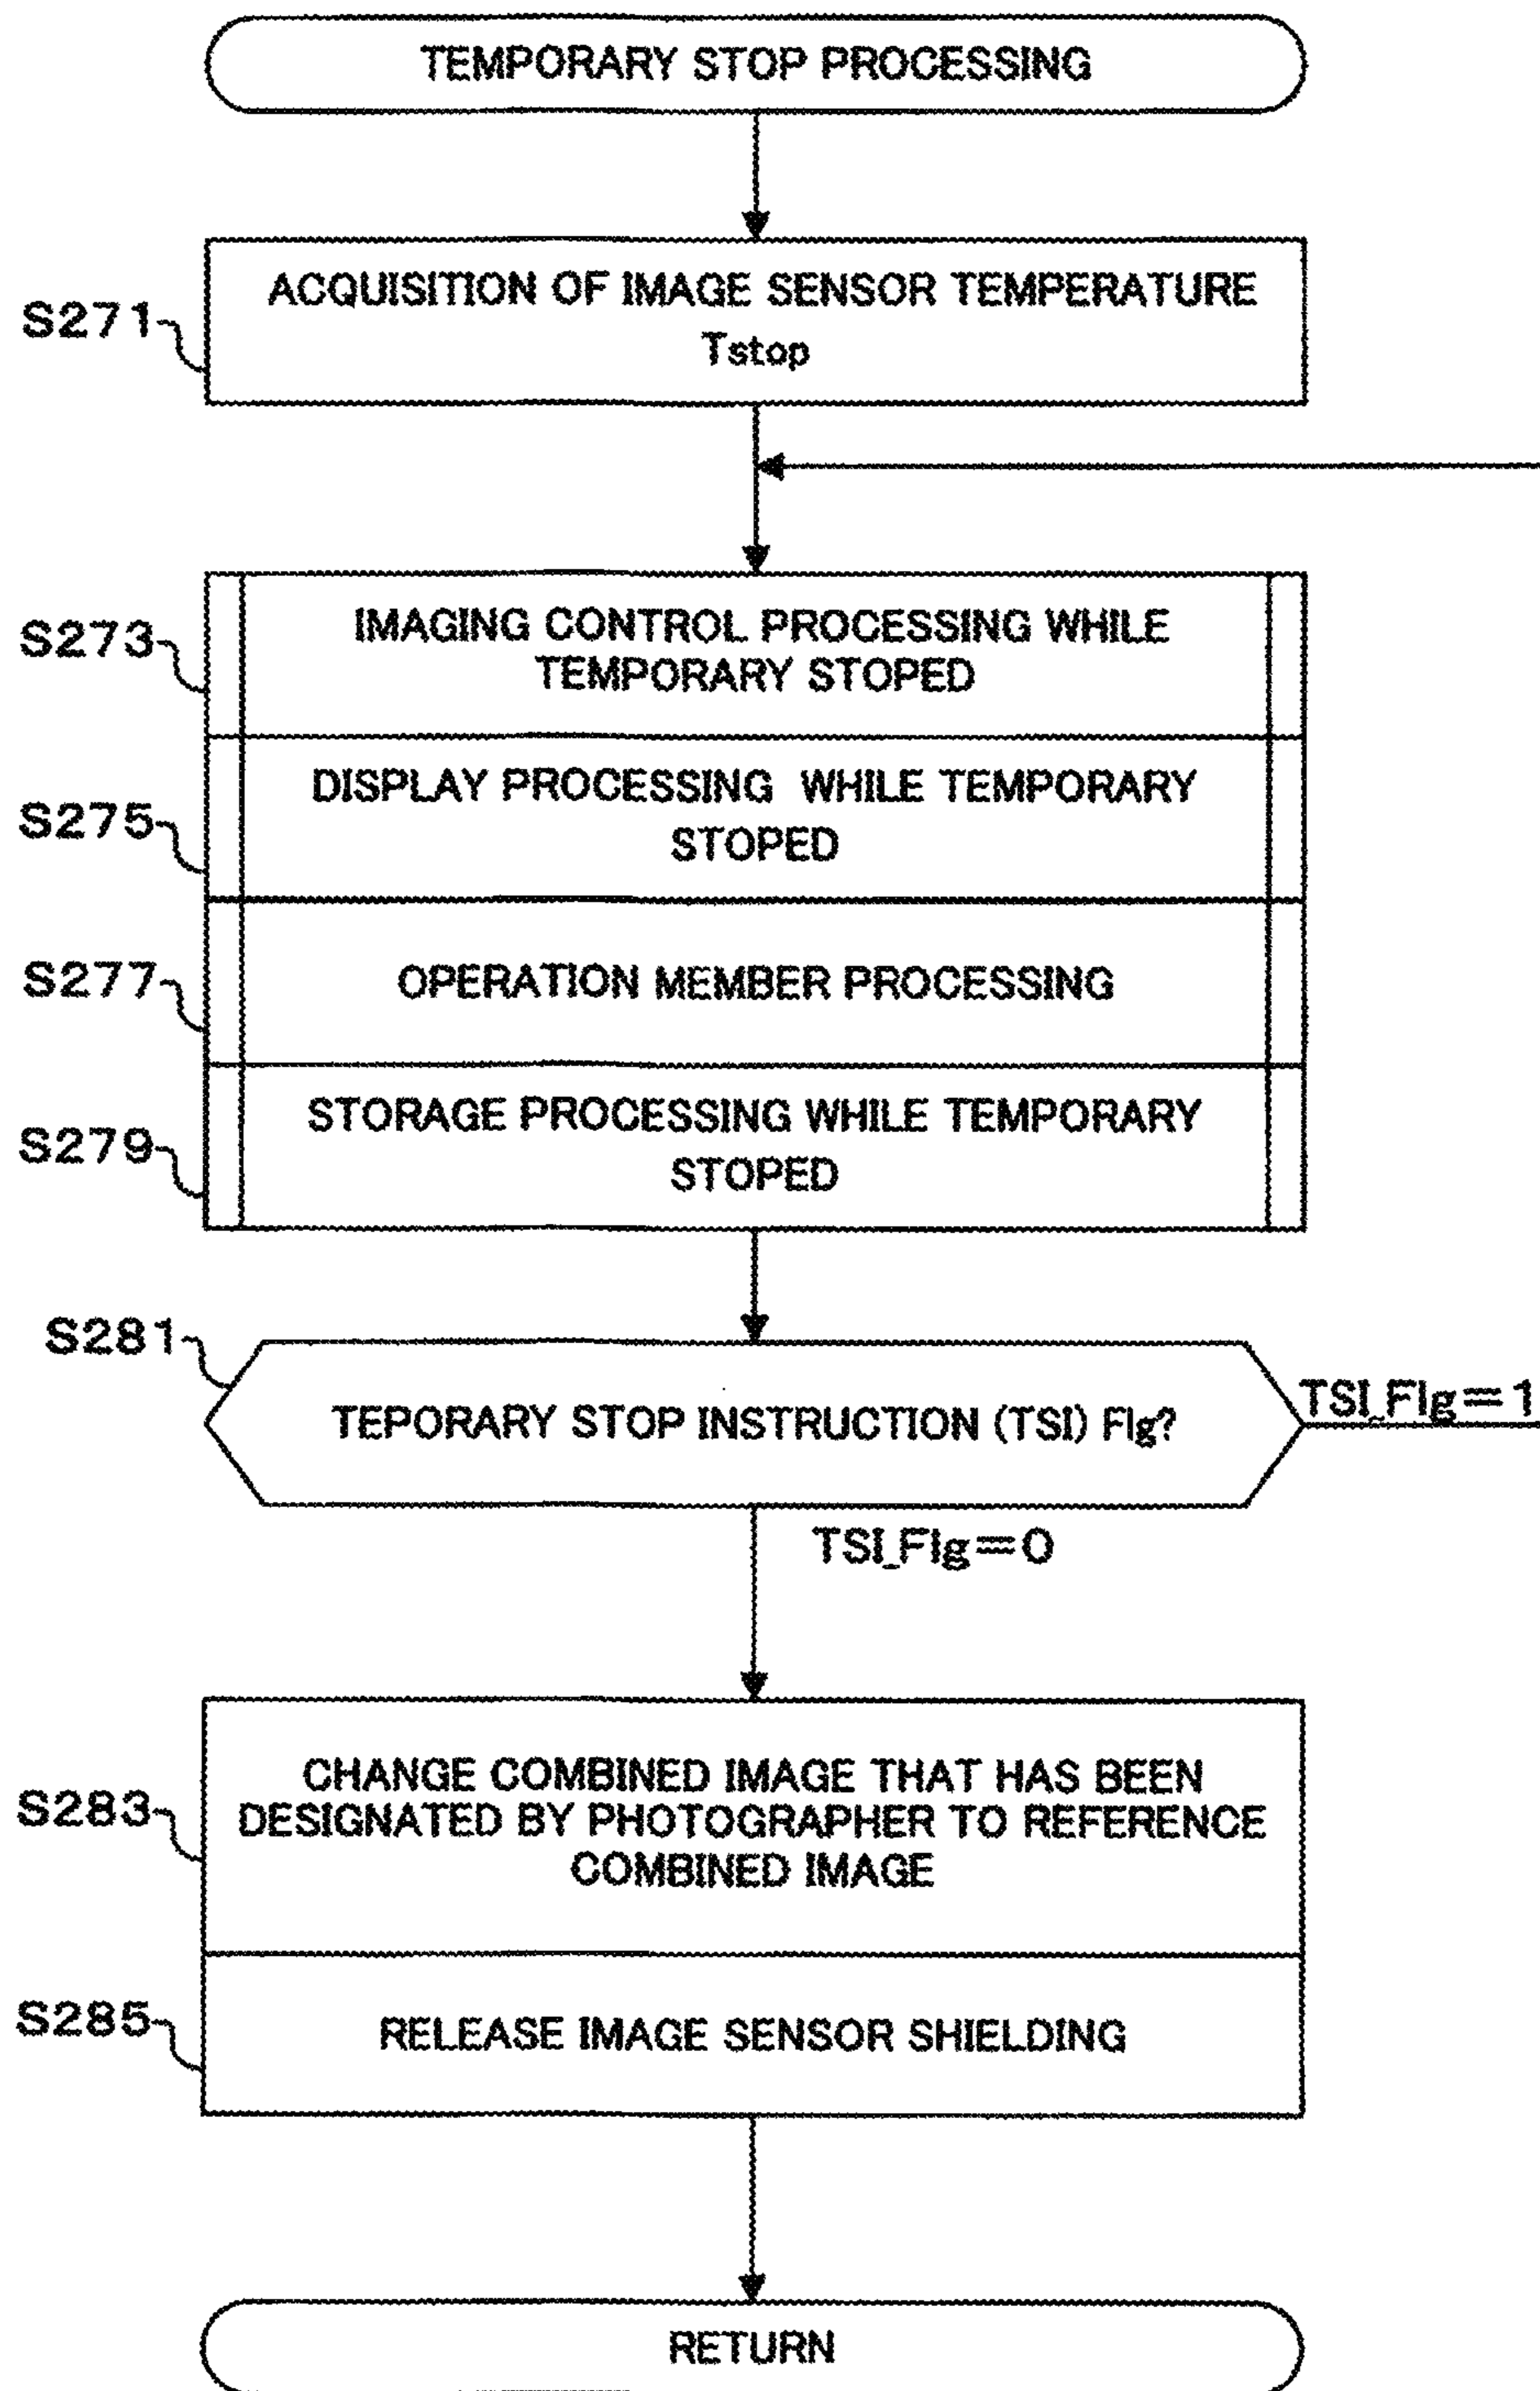 TEMPORARY STOP PROCESSING
S271
ACQUISITION OF IMAGE SENSOR TEMPERATURE
Tstop
S273
IMAGING CONTROL PROCESSING WHILE
TEMPORARY STOPED
S275
DISPLAY PROCESSING WHILE TEMPORARY
STOPED
S277
OPERATION MEMBER PROCESSING
S279
STORAGE PROCESSING WHILE TEMPORARY
STOPED
S281
TEPORARY STOP INSTRUCTION (TSI) Flg?
TSI_Flg=1
TSI_Flg=0
S283
CHANGE COMBINED IMAGE THAT HAS BEEN
DESIGNATED BY PHOTOGRAPHER TO REFERENCE
COMBINED IMAGE
S285
RELEASE IMAGE SENSOR SHIELDING
RETURN